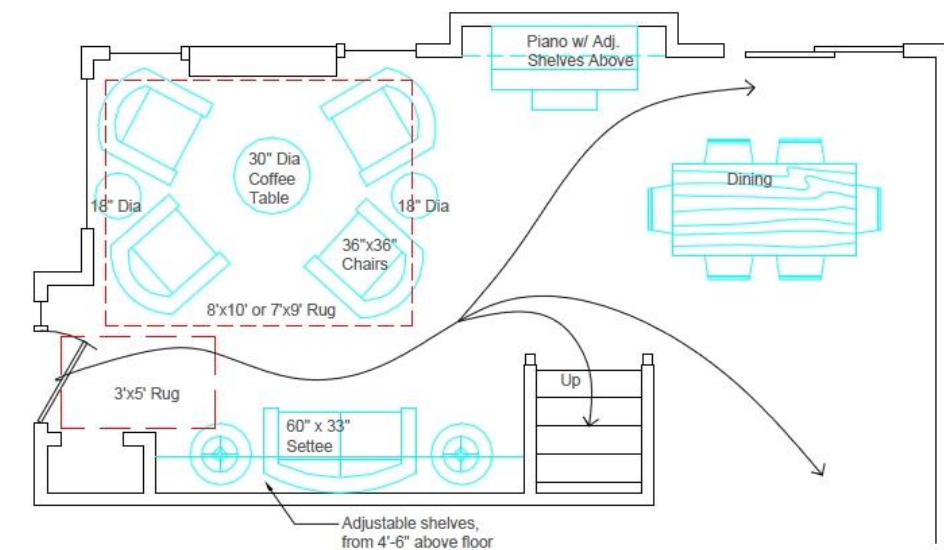 Piano w/ Adj.
Shelves Above
30" Dia
Coffee
Table
Dining
18" Dia
18" Dia
36"x36"
Chairs
8'x10' or 7'x9' Rug
Up
3'x5' Rug
60" x 33"
Settee
Adjustable shelves,
from 4'-6" above floor